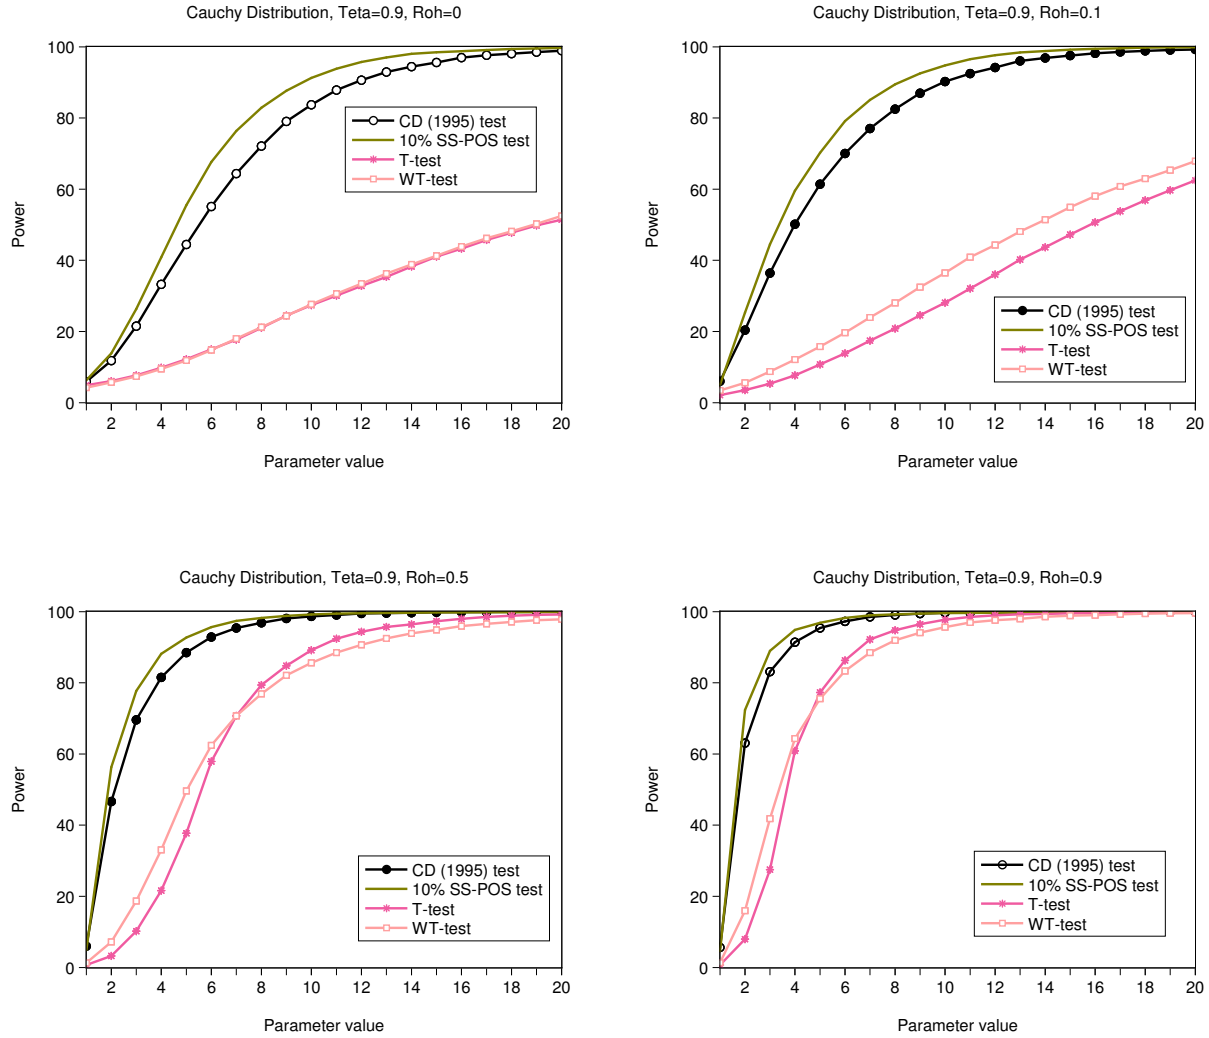 Cauchy Distribution, Teta=0.9, Roh=0
100
80
60
40
20
0
Power
CD (1995) test
10% SS-POS test
T-test
WT-test
2 4 6 8 10 12 14 16 18 20
Parameter value
Cauchy Distribution, Teta=0.9, Roh=0.1
100
80
60
40
20
0
Power
CD (1995) test
10% SS-POS test
T-test
WT-test
2 4 6 8 10 12 14 16 18 20
Parameter value
Cauchy Distribution, Teta=0.9, Roh=0.5
100
80
60
40
20
0
Power
CD (1995) test
10% SS-POS test
T-test
WT-test
2 4 6 8 10 12 14 16 18 20
Parameter value
Cauchy Distribution, Teta=0.9, Roh=0.9
100
80
60
40
20
0
Power
CD (1995) test
10% SS-POS test
T-test
WT-test
2 4 6 8 10 12 14 16 18 20
Parameter value